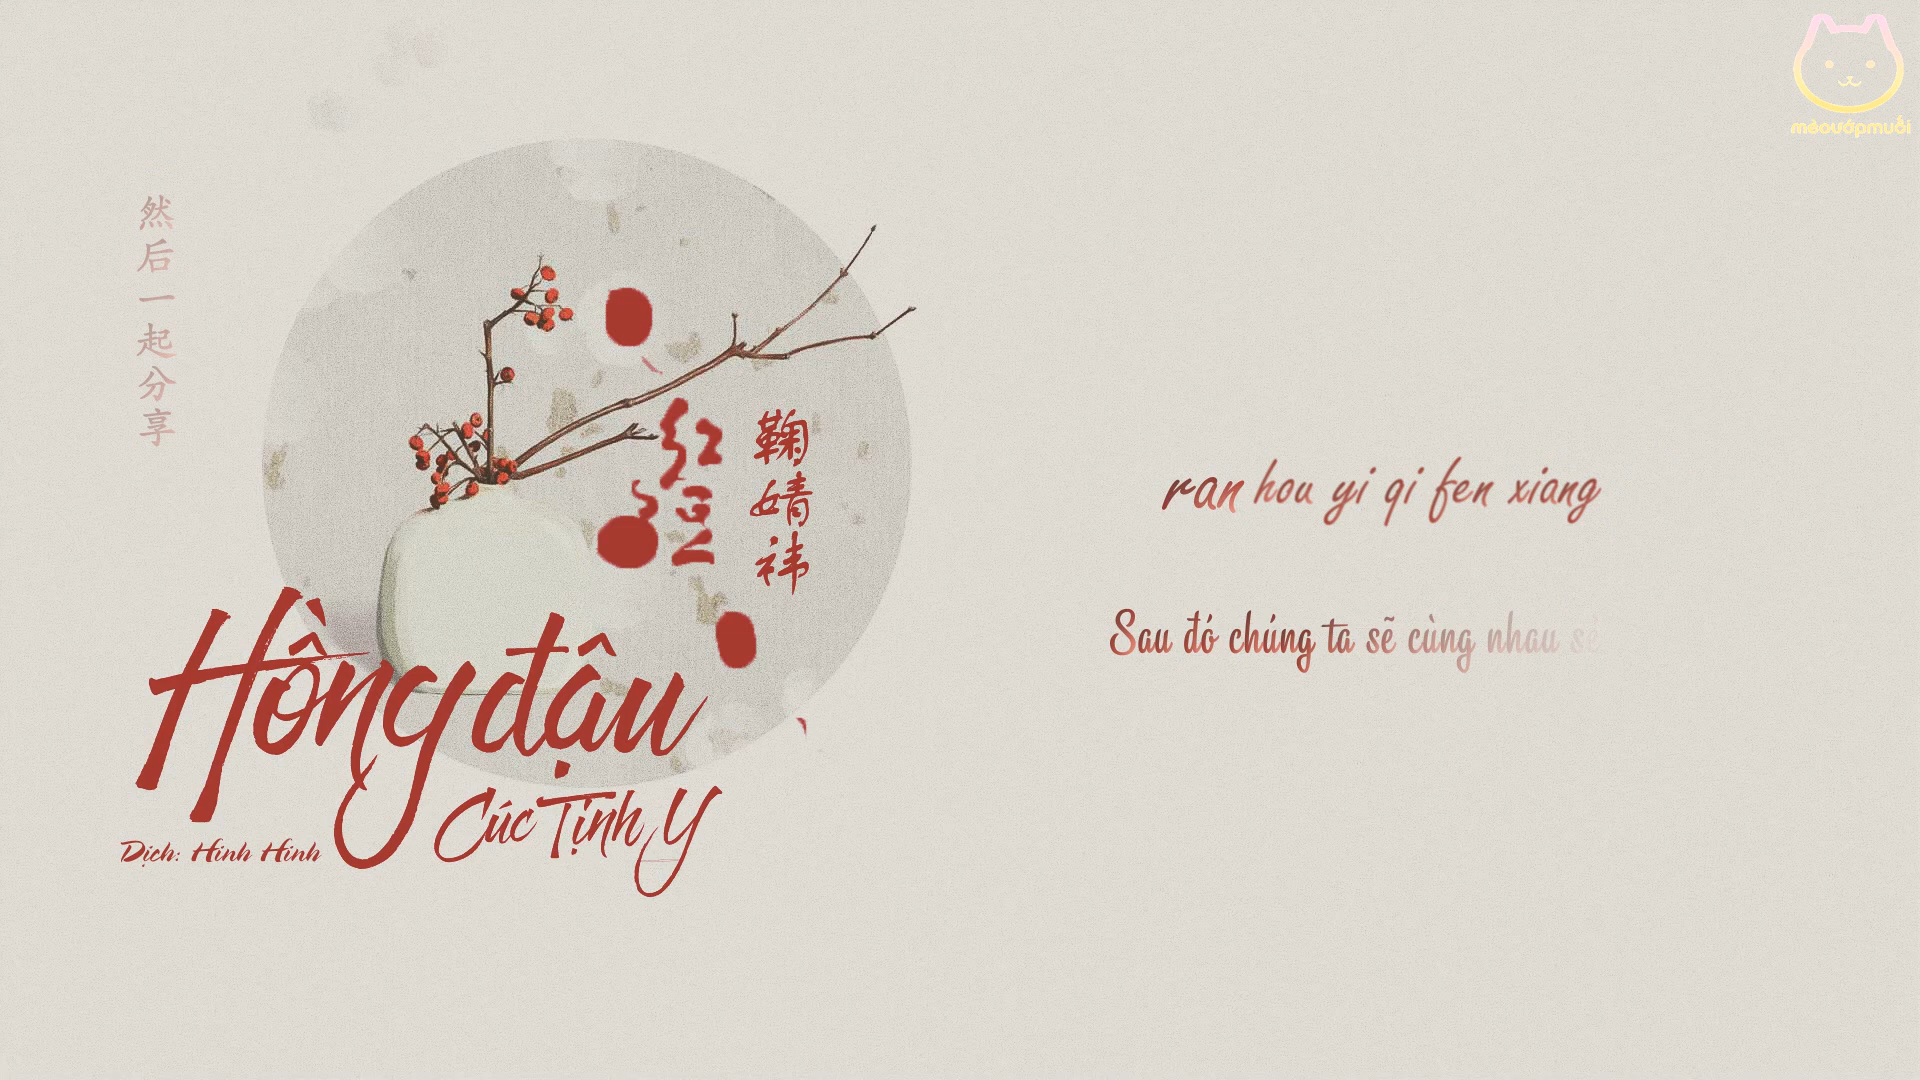 mèoướpmuối
然后一起分享
红豆
鞠婧祎
Hồng đậu
Cúc Tịnh Y
Dịch: Hinh Hinh
ran hou yi qi fen xiang
Sau đó chúng ta sẽ cùng nhau sẻ